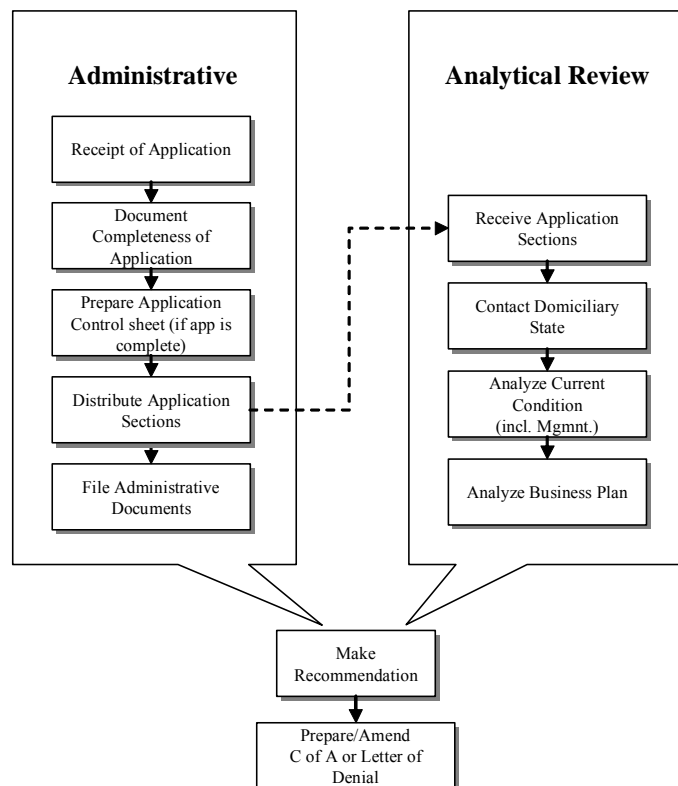 Administrative
Receipt of Application
Document
Completeness of
Application
Prepare Application
Control sheet (if app is
complete)
Distribute Application
Sections
File Administrative
Documents
Analytical Review
Receive Application
Sections
Contact Domiciliary
State
Analyze Current
Condition
(incl. Mgmnt.)
Analyze Business Plan
Make
Recommendation
Prepare/Amend
C of A or Letter of
Denial